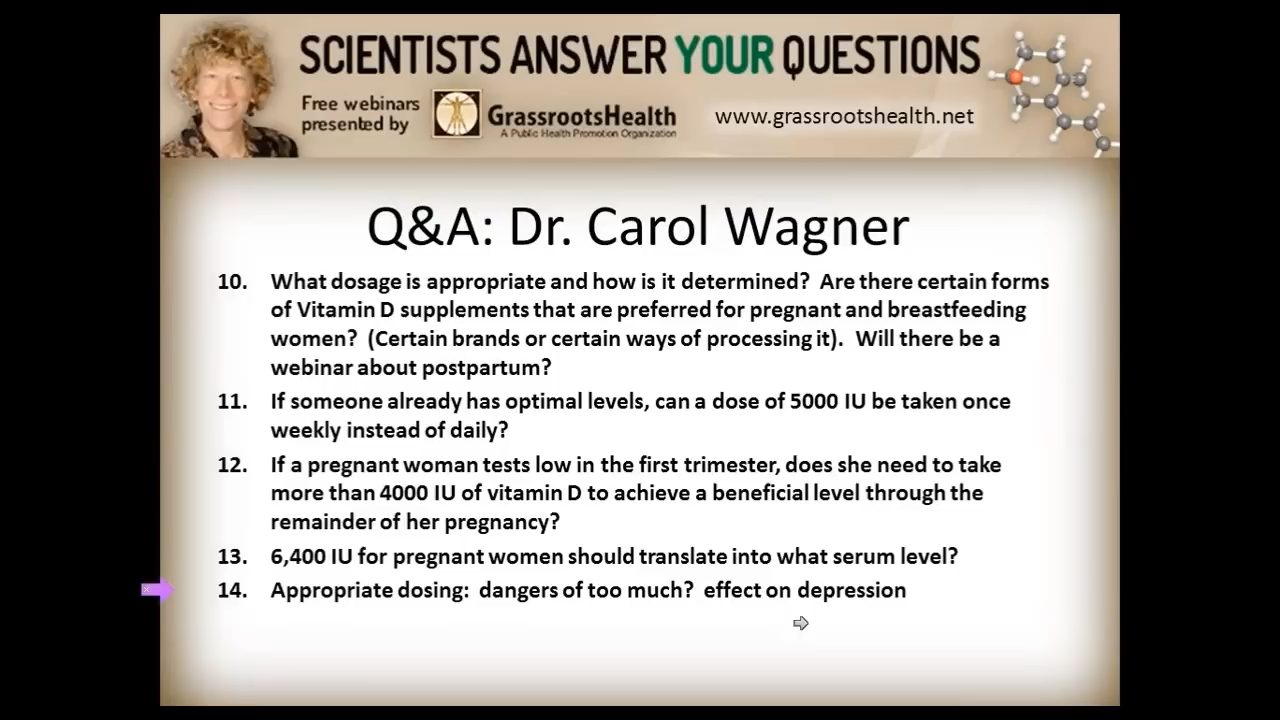 SCIENTISTS ANSWER YOUR QUESTIONS
Free webinars
presented by
GrassrootsHealth
A Public Health Promotion Organization
www.grassrootshealth.net
Q&A: Dr. Carol Wagner
10. What dosage is appropriate and how is it determined? Are there certain forms
of Vitamin D supplements that are preferred for pregnant and breastfeeding
women? (Certain brands or certain ways of processing it). Will there be a
webinar about postpartum?
11. If someone already has optimal levels, can a dose of 5000 IU be taken once
weekly instead of daily?
12. If a pregnant woman tests low in the first trimester, does she need to take
more than 4000 IU of vitamin D to achieve a beneficial level through the
remainder of her pregnancy?
13. 6,400 IU for pregnant women should translate into what serum level?
14. Appropriate dosing: dangers of too much? effect on depression